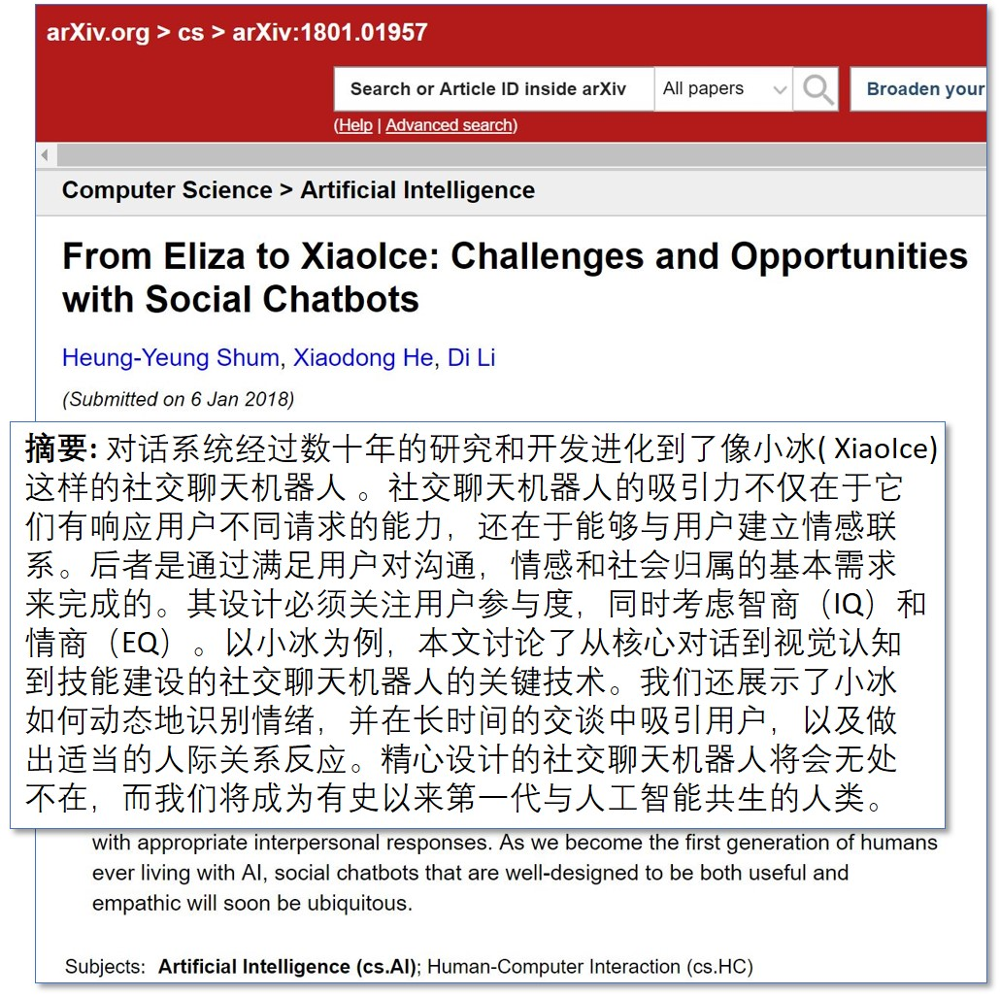 arXiv.org > cs > arXiv:1801.01957
Search or Article ID inside arXiv All papers Broaden your
(Help | Advanced search)
Computer Science > Artificial Intelligence
From Eliza to XiaoIce: Challenges and Opportunities
with Social Chatbots
Heung-Yeung Shum, Xiaodong He, Di Li
(Submitted on 6 Jan 2018)
摘要: 对话系统经过数十年的研究和开发进化到了像小冰( XiaoIce)
这样的社交聊天机器人 。社交聊天机器人的吸引力不仅在于它
们有响应用户不同请求的能力，还在于能够与用户建立情感联
系。后者是通过满足用户对沟通，情感和社会归属的基本需求
来完成的。其设计必须关注用户参与度，同时考虑智商（IQ）和
情商（EQ）。以小冰为例，本文讨论了从核心对话到视觉认知
到技能建设的社交聊天机器人的关键技术。我们还展示了小冰
如何动态地识别情绪，并在长时间的交谈中吸引用户，以及做
出适当的人际关系反应。精心设计的社交聊天机器人将会无处
不在，而我们将成为有史以来第一代与人工智能共生的人类。
with appropriate interpersonal responses. As we become the first generation of humans
ever living with AI, social chatbots that are well-designed to be both useful and
empathic will soon be ubiquitous.
Subjects: Artificial Intelligence (cs.AI); Human-Computer Interaction (cs.HC)